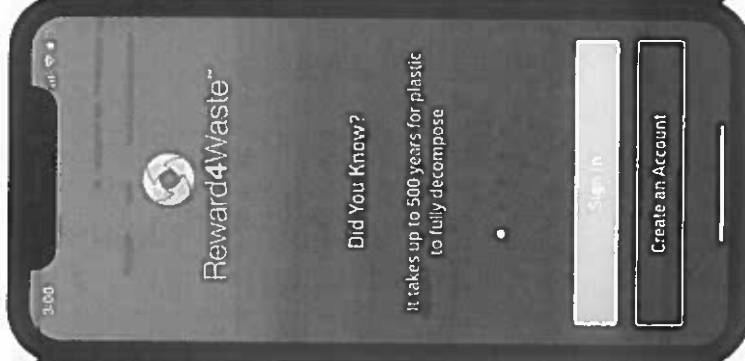 3:00
Reward4Waste™
Did You Know?
It takes up to 500 years for plastic
to fully decompose
Sign In
Create an Account